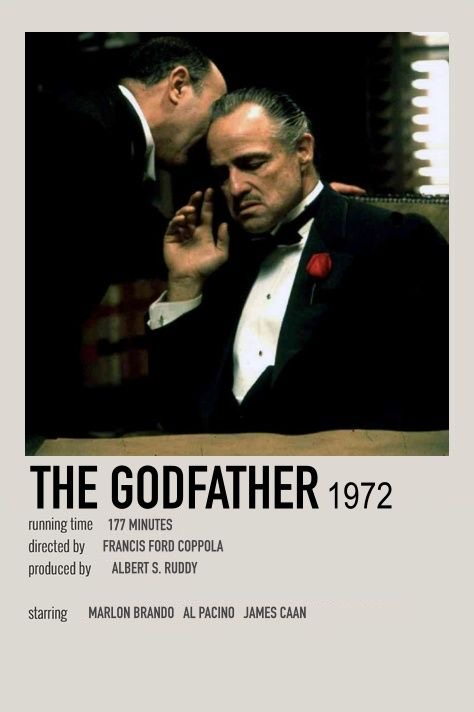 THE GODFATHER 1972
running time 177 MINUTES
directed by FRANCIS FORD COPPOLA
produced by ALBERT S. RUDDY
starring MARLON BRANDO AL PACINO JAMES CAAN